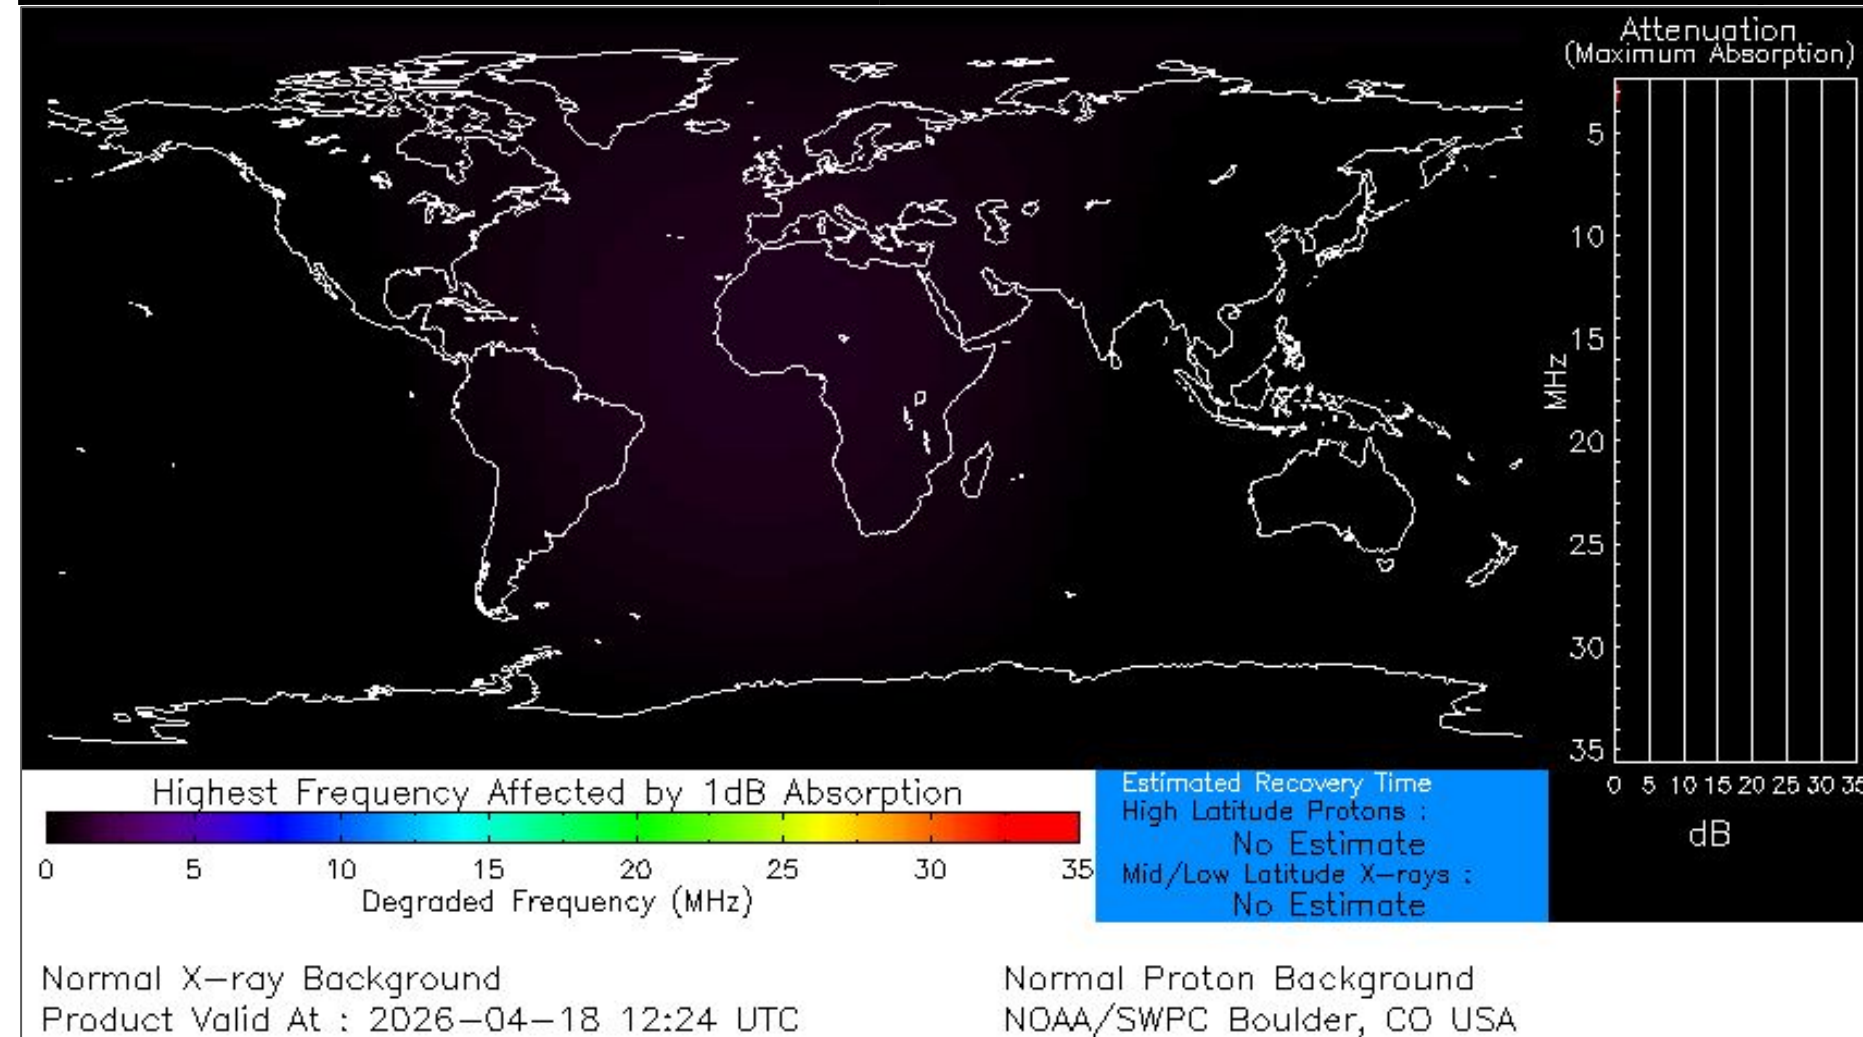 Attenuation
(Maximum Absorption)
5
10
15
20
25
30
35
MHz
0 5 10 15 20 25 30 35
dB
Highest Frequency Affected by 1dB Absorption
0 5 10 15 20 25 30 35
Degraded Frequency (MHz)
Estimated Recovery Time
High Latitude Protons :
No Estimate
Mid/Low Latitude X-rays :
No Estimate
Normal X-ray Background
Normal Proton Background
Product Valid At : 2026-04-18 12:24 UTC
NOAA/SWPC Boulder, CO USA